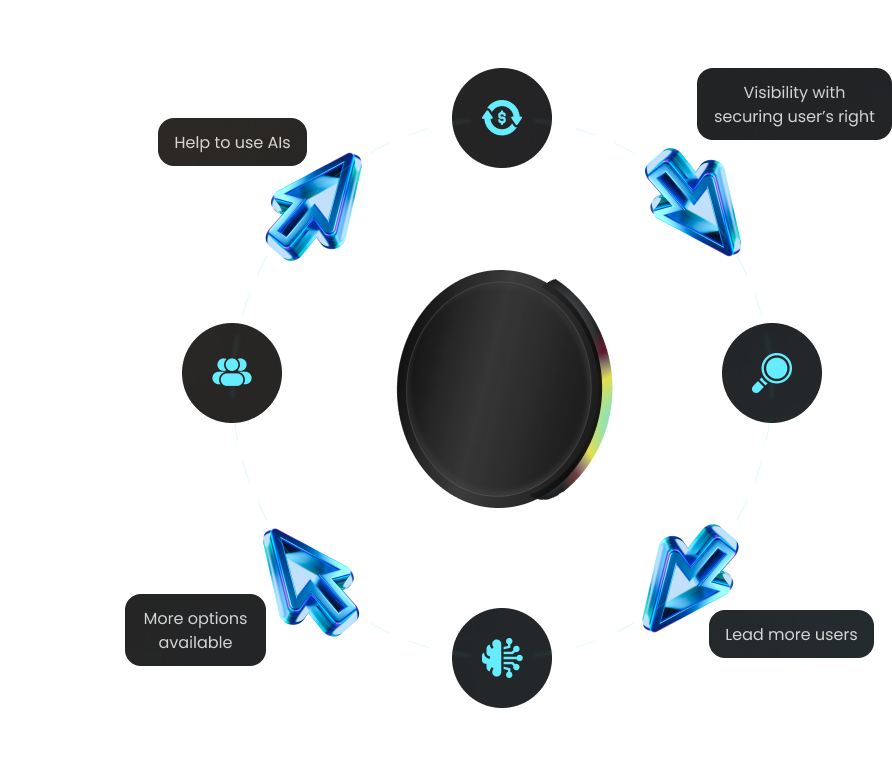 Visibility with
securing user’s right
Help to use AIs
$
More options
available
Lead more users